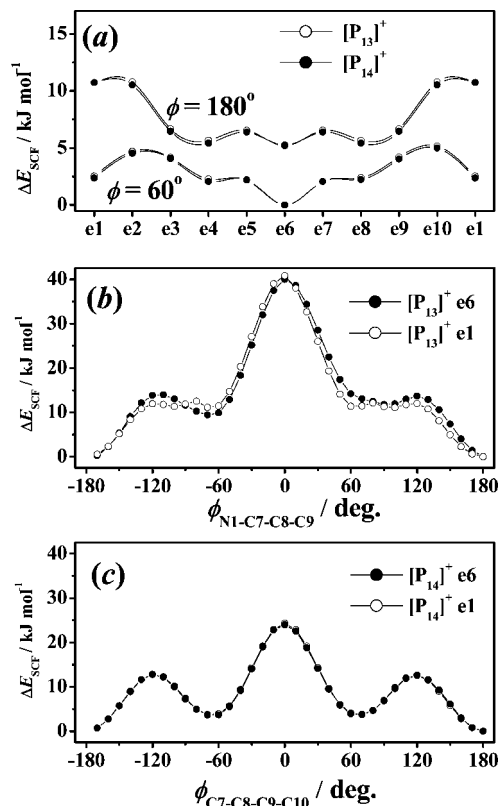 (a)
[P13]+
[P14]+
15
10
5
0
ϕ = 180°
ϕ = 60°
ΔESCF / kJ mol-1
e1 e2 e3 e4 e5 e6 e7 e8 e9 e10 e1
(b)
[P13]+ e6
[P13]+ e1
40
30
20
10
0
ΔESCF / kJ mol-1
-180 -120 -60 0 60 120 180
ϕN1-C7-C8-C9 / deg.
(c)
[P14]+ e6
[P14]+ e1
40
30
20
10
0
ΔESCF / kJ mol-1
-180 -120 -60 0 60 120 180
ϕC7-C8-C9-C10 / deg.